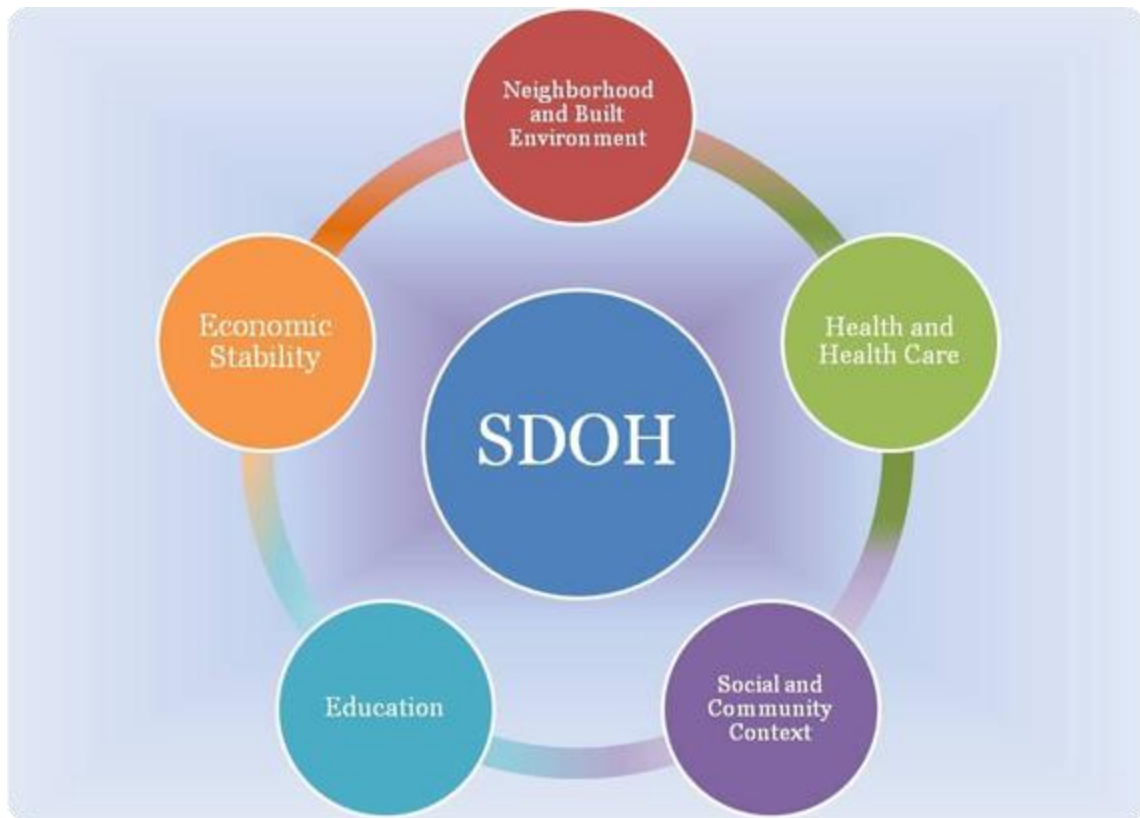 Neighborhood
and Built
Environment
Economic
Stability
Health and
Health Care
SDOH
Education
Social and
Community
Context